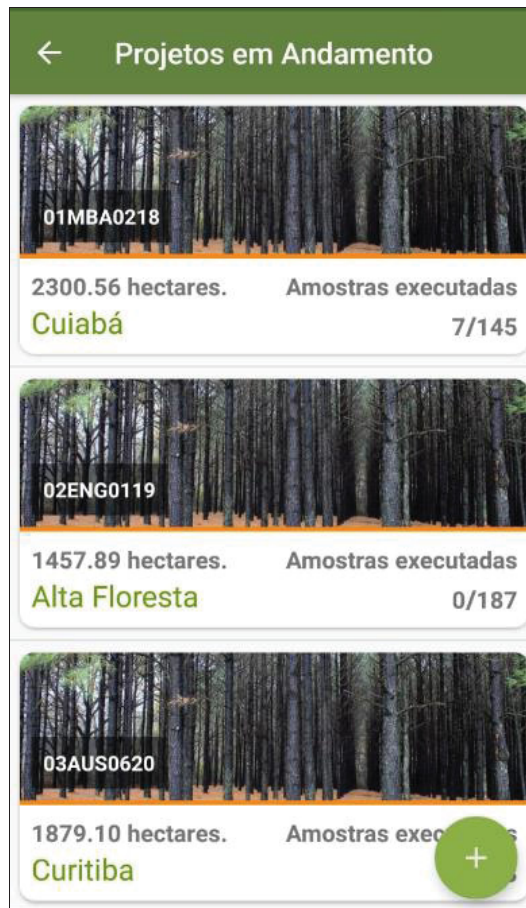 Projetos em Andamento
01MBA0218
2300.56 hectares. Amostras executadas
Cuiabá 7/145
02ENG0119
1457.89 hectares. Amostras executadas
Alta Floresta 0/187
03AUS0620
1879.10 hectares. Amostras
Curitiba